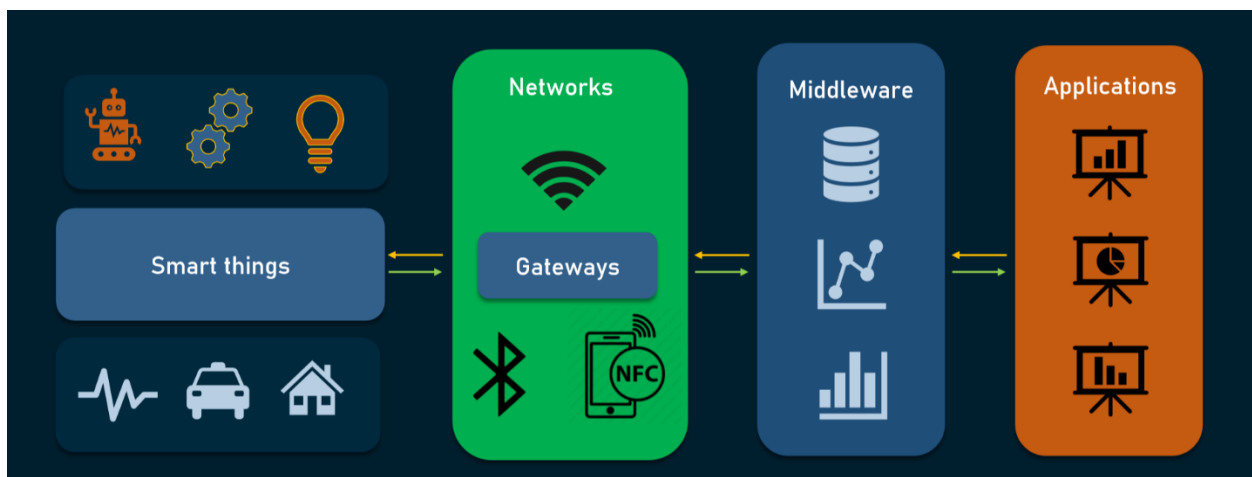 Smart things
Networks
Gateways
NFC
Middleware
Applications